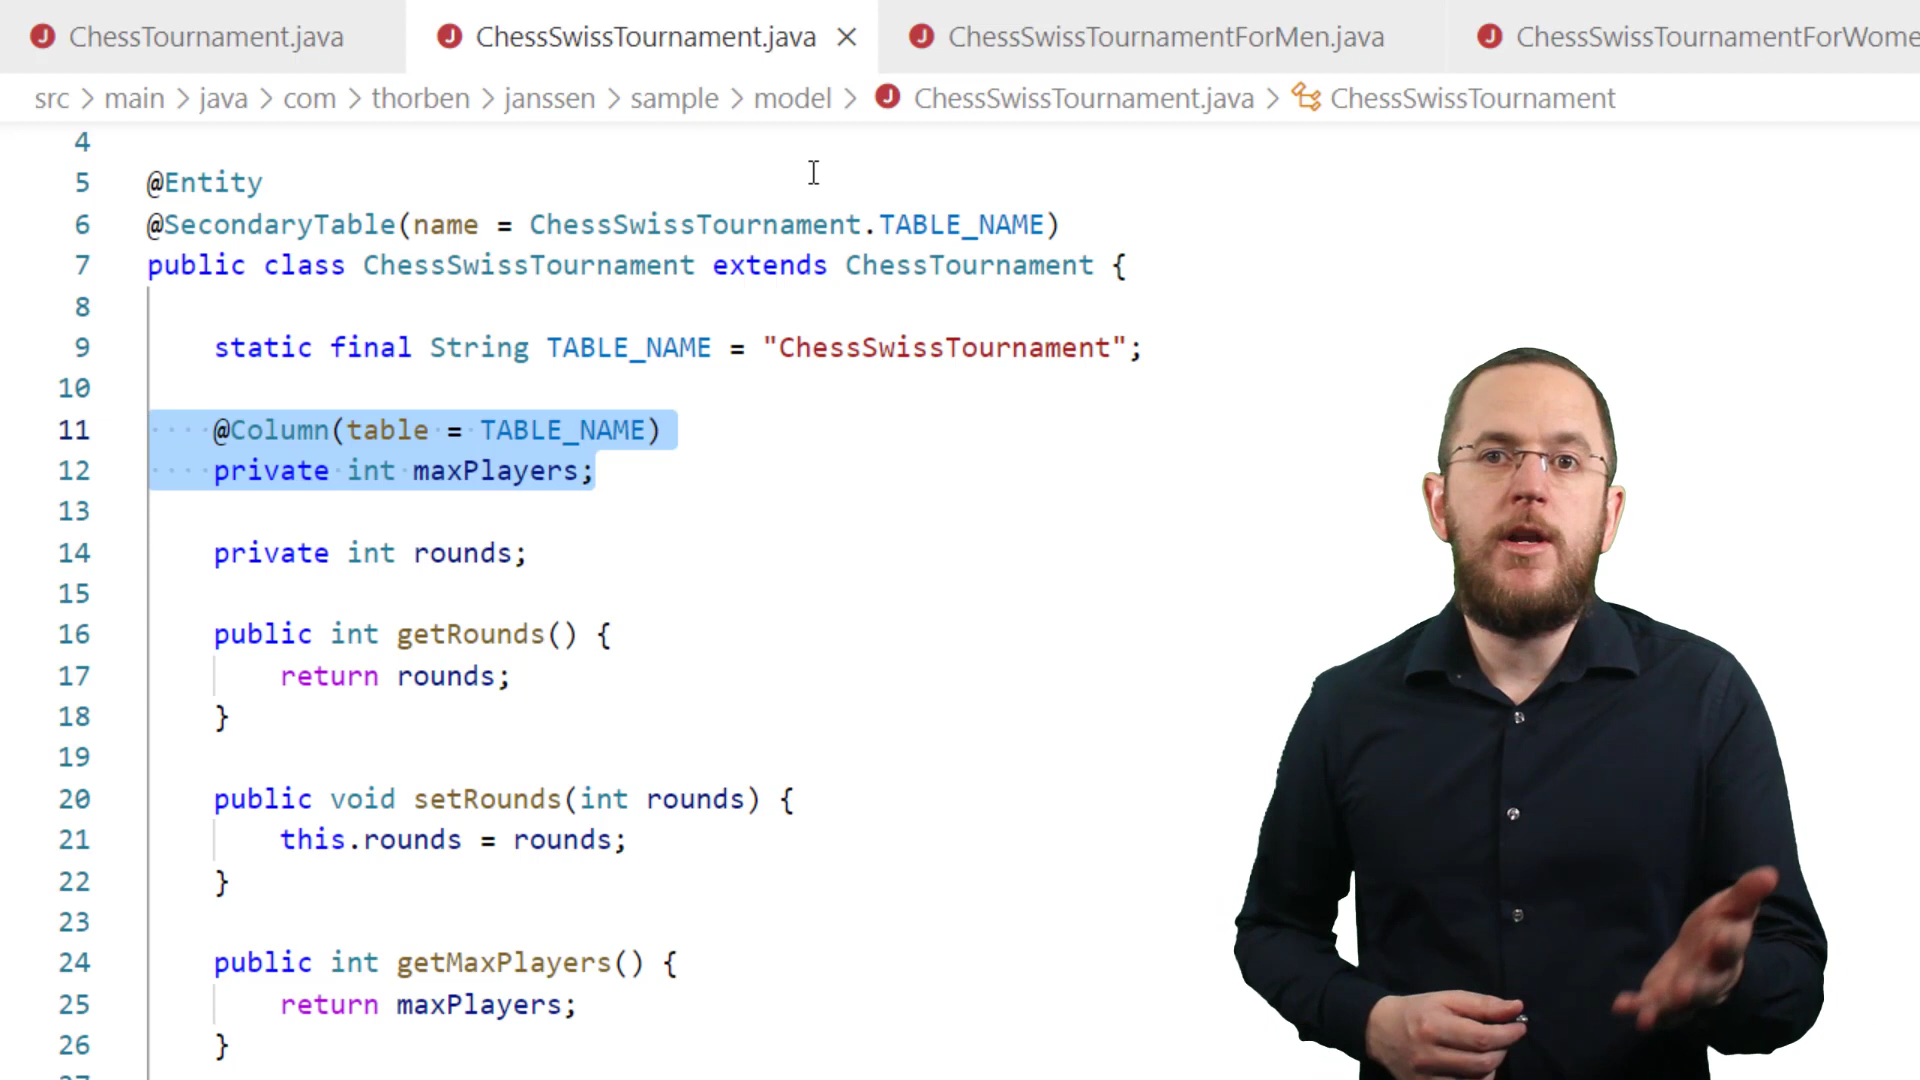 ChessTournament.java
ChessSwissTournament.java
ChessSwissTournamentForMen.java
ChessSwissTournamentForWome
src > main > java > com > thorben > janssen > sample > model > ChessSwissTournament.java > ChessSwissTournament
4
5 @Entity
6 @SecondaryTable(name = ChessSwissTournament.TABLE_NAME)
7 public class ChessSwissTournament extends ChessTournament {
8
9 static final String TABLE_NAME = "ChessSwissTournament";
10
11 @Column(table = TABLE_NAME)
12 private int maxPlayers;
13
14 private int rounds;
15
16 public int getRounds() {
17 return rounds;
18 }
19
20 public void setRounds(int rounds) {
21 this.rounds = rounds;
22 }
23
24 public int getMaxPlayers() {
25 return maxPlayers;
26 }